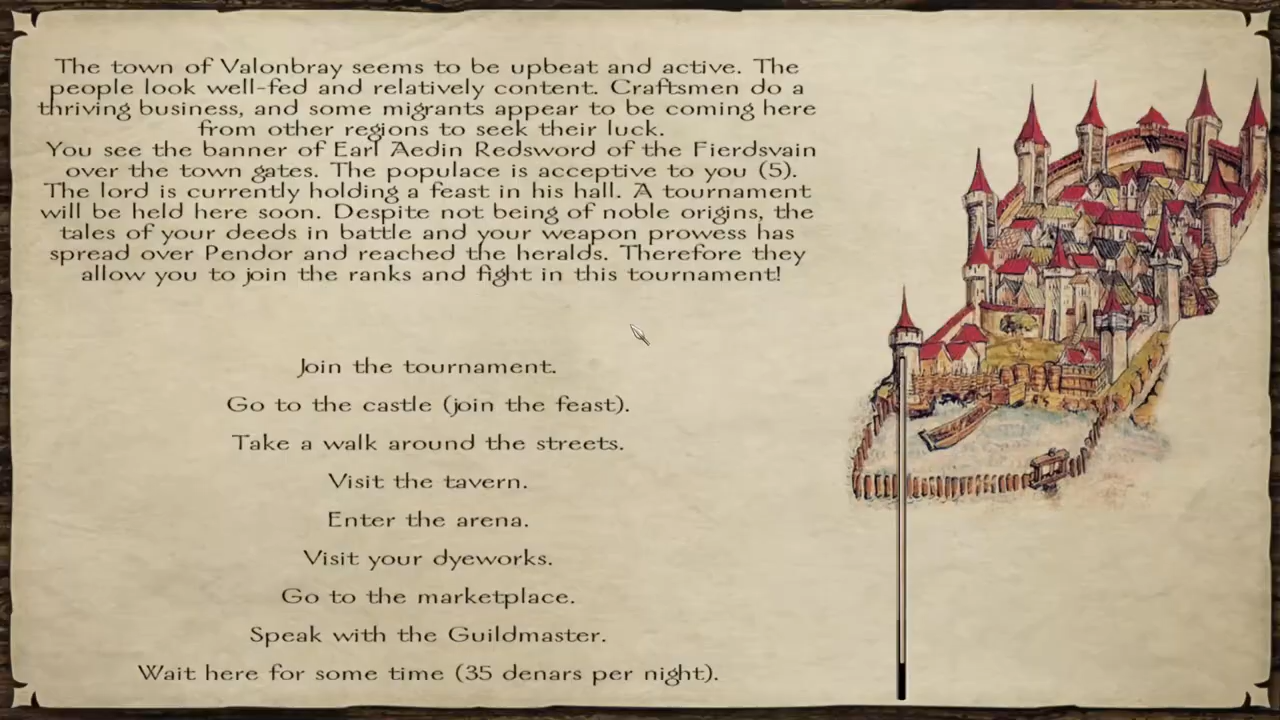 The town of Valonbray seems to be upbeat and active. The
people look well-fed and relatively content. Craftsmen do a
thriving business, and some migrants appear to be coming here
from other regions to seek their luck.
You see the banner of Earl Aedin Redsword of the Fierdsvain
over the town gates. The populace is acceptive to you (5).
The lord is currently holding a feast in his hall. A tournament
will be held here soon. Despite not being of noble origins, the
tales of your deeds in battle and your weapon prowess has
spread over Pendor and reached the heralds. Therefore they
allow you to join the ranks and fight in this tournament!
Join the tournament.
Go to the castle (join the feast).
Take a walk around the streets.
Visit the tavern.
Enter the arena.
Visit your dyeworks.
Go to the marketplace.
Speak with the Guildmaster.
Wait here for some time (35 denars per night).